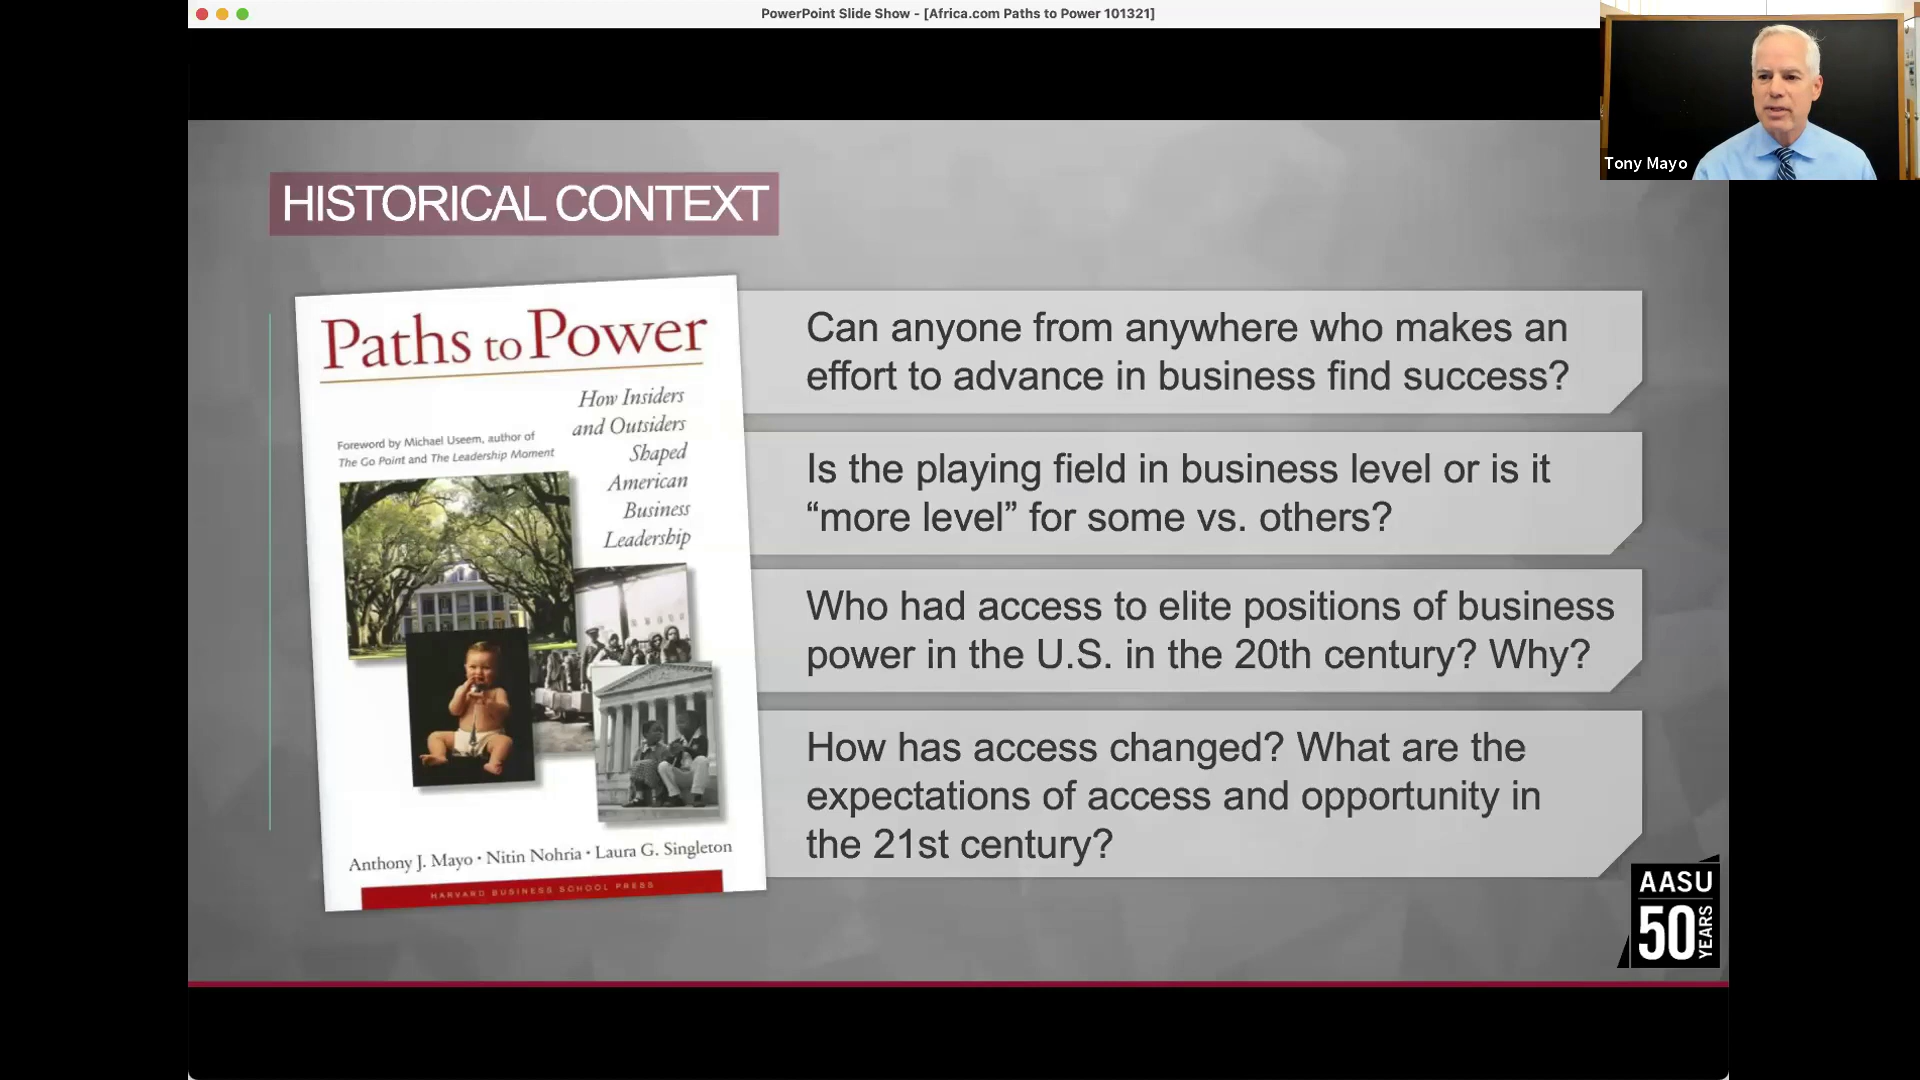 PowerPoint Slide Show - [Africa.com Paths to Power 101321]
Tony Mayo
HISTORICAL CONTEXT
Paths to Power
How Insiders
and Outsiders
Shaped
American
Business
Leadership
Foreword by Michael Useem, author of
The Go Point and The Leadership Moment
Anthony J. Mayo · Nitin Nohria · Laura G. Singleton
HARVARD BUSINESS SCHOOL PRESS
Can anyone from anywhere who makes an
effort to advance in business find success?
Is the playing field in business level or is it
“more level” for some vs. others?
Who had access to elite positions of business
power in the U.S. in the 20th century? Why?
How has access changed? What are the
expectations of access and opportunity in
the 21st century?
AASU
50 YEARS